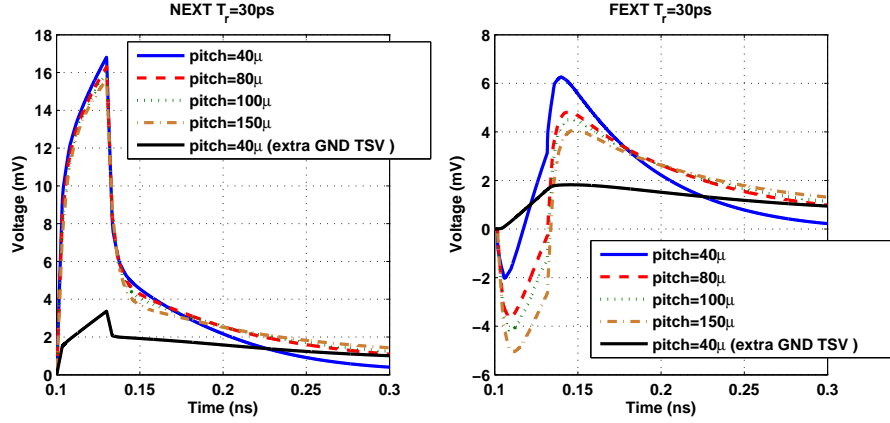 NEXT T_r=30ps
18
16
14
12
10
8
6
4
2
0
Voltage (mV)
0.1
0.15
0.2
0.25
0.3
Time (ns)
pitch=40μ
pitch=80μ
pitch=100μ
pitch=150μ
pitch=40μ (extra GND TSV )
FEXT T_r=30ps
8
6
4
2
0
−2
−4
−6
Voltage (mV)
0.1
0.15
0.2
0.25
0.3
Time (ns)
pitch=40μ
pitch=80μ
pitch=100μ
pitch=150μ
pitch=40μ (extra GND TSV )